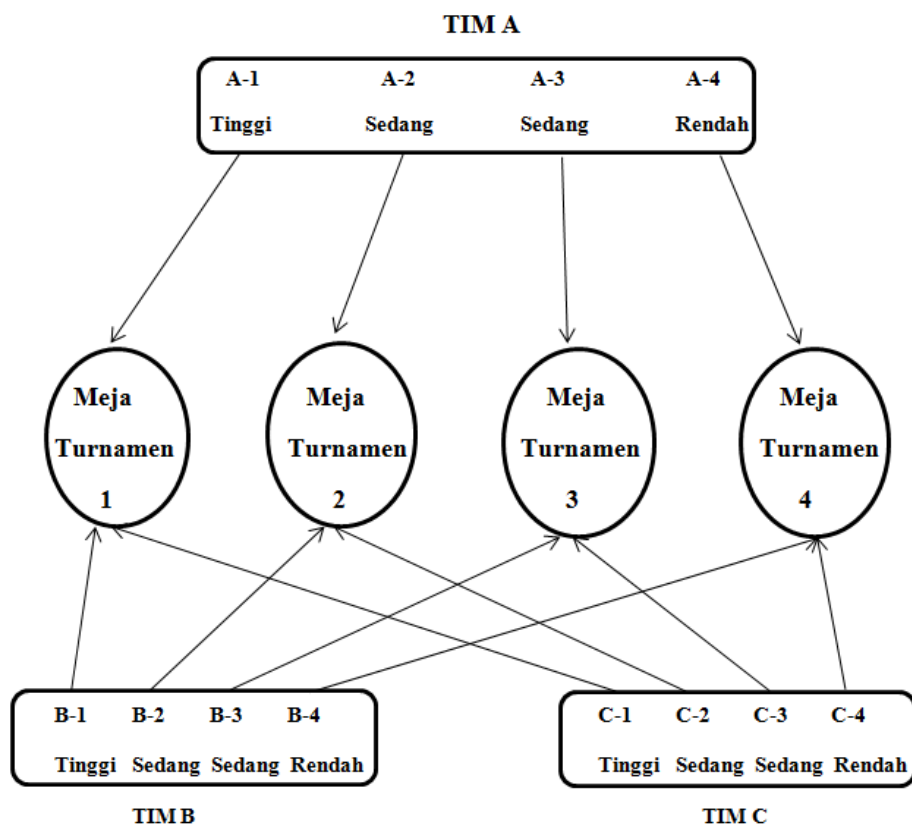 TIM A
A-1 A-2 A-3 A-4
Tinggi Sedang Sedang Rendah
Meja Turnamen 1
Meja Turnamen 2
Meja Turnamen 3
Meja Turnamen 4
B-1 B-2 B-3 B-4
Tinggi Sedang Sedang Rendah
TIM B
C-1 C-2 C-3 C-4
Tinggi Sedang Sedang Rendah
TIM C